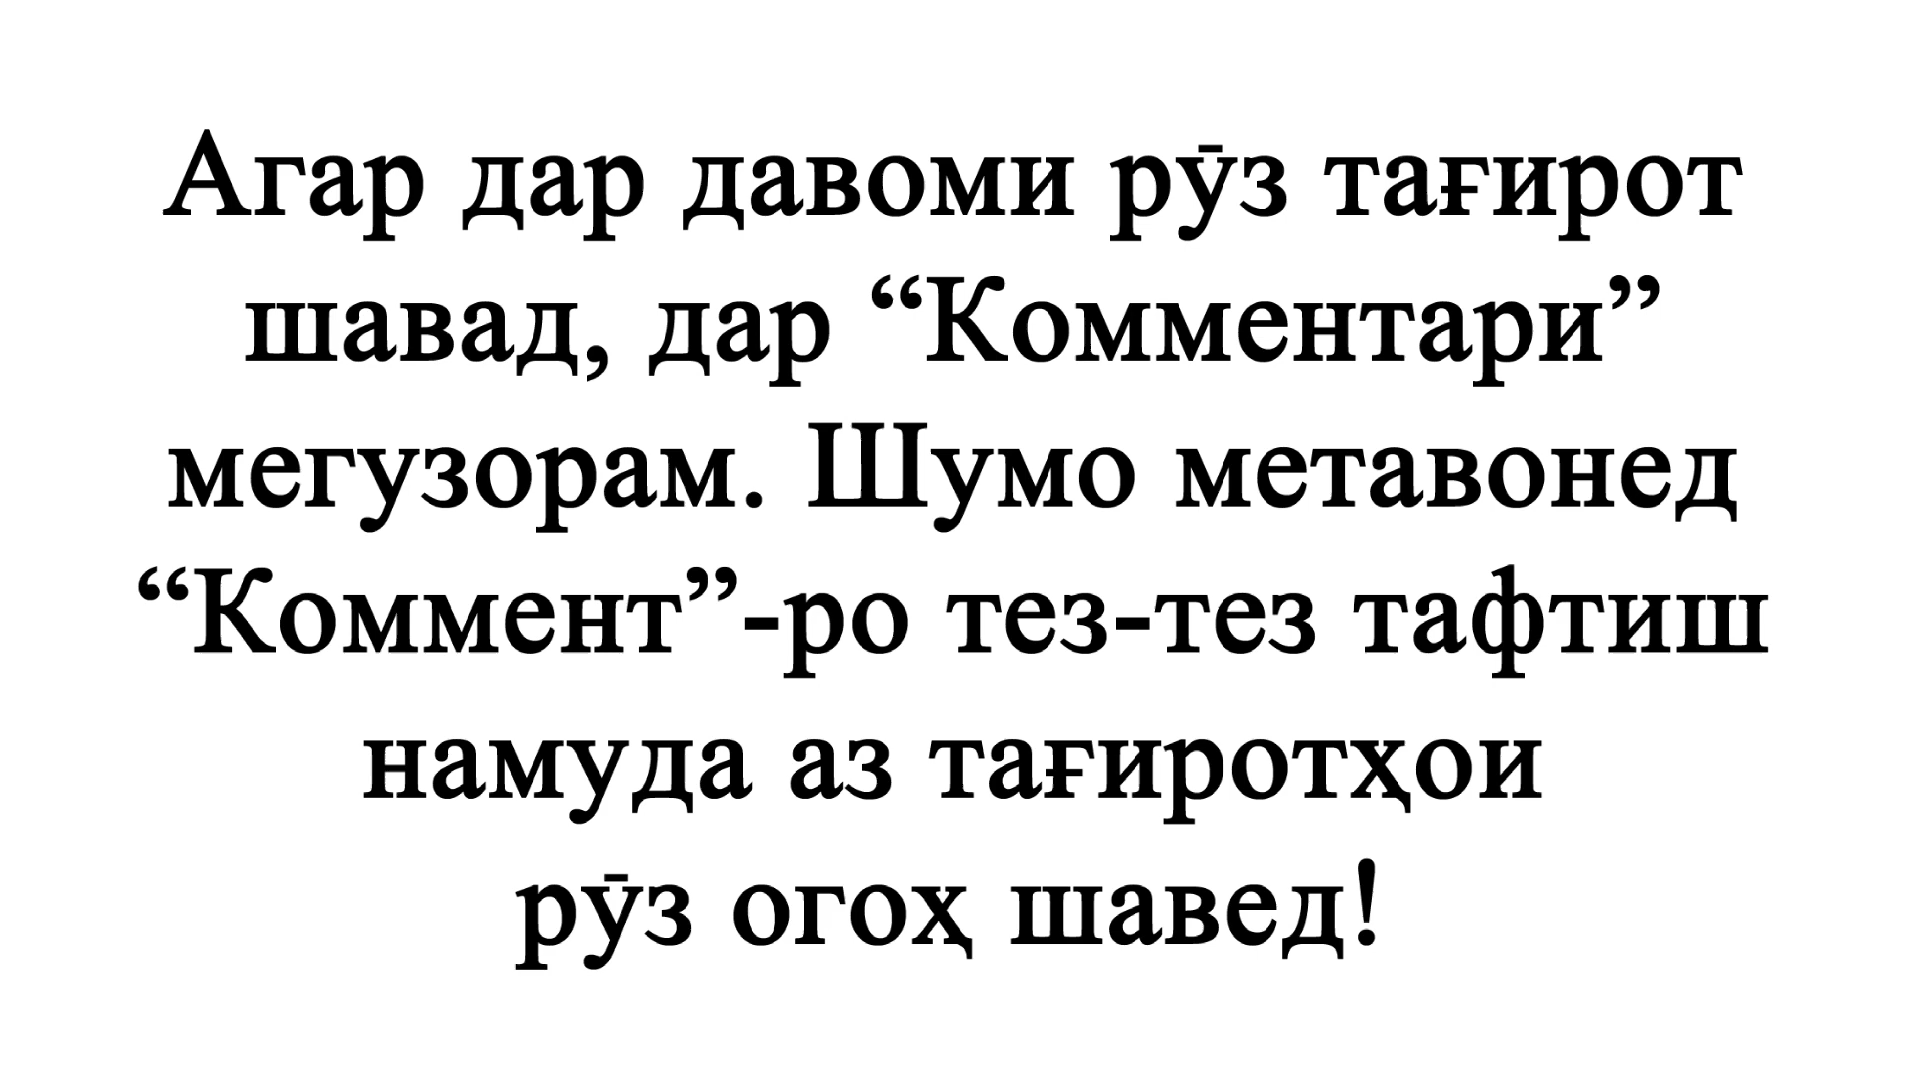 Агар дар давоми рӯз тағирот
шавад, дар “Комментари”
мегузорам. Шумо метавонед
“Коммент”-ро тез-тез тафтиш
намуда аз тағиротҳои
рӯз огоҳ шавед!